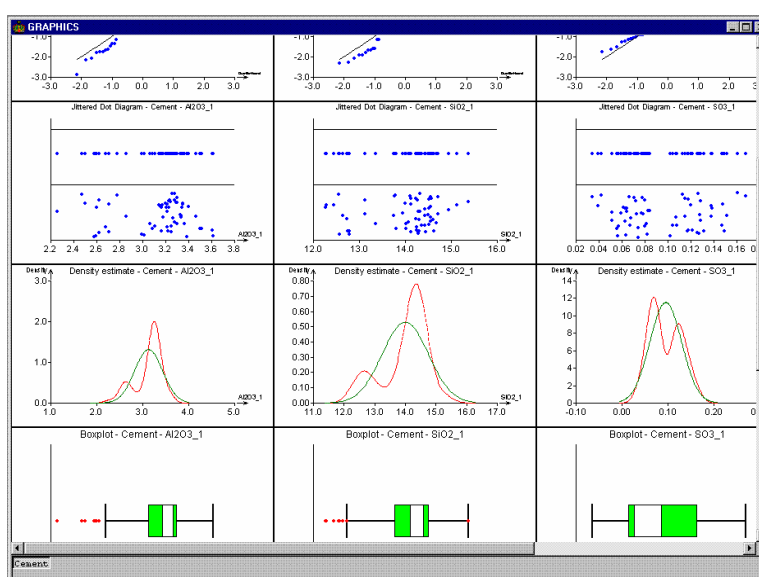 GRAPHICS
-1.0 -1.0 -1.0
-2.0 -2.0 -2.0
-3.0 -3.0 -3.0
-3.0 -2.0 -1.0 0.0 1.0 2.0 3.0 -3.0 -2.0 -1.0 0.0 1.0 2.0 3.0 -3.0 -2.0 -1.0 0.0 1.0 2.0 3.0
Jittered Dot Diagram - Cement - Al2O3_1 Jittered Dot Diagram - Cement - SiO2_1 Jittered Dot Diagram - Cement - SO3_1
Al2O3_1 SiO2_1
2.2 2.4 2.6 2.8 3.0 3.2 3.4 3.6 3.8 12.0 13.0 14.0 15.0 16.0 0.02 0.04 0.06 0.08 0.10 0.12 0.14 0.16
Density Density estimate - Cement - Al2O3_1 Density Density estimate - Cement - SiO2_1 Density Density estimate - Cement - SO3_1
3.0 0.80 14
0.70 12
2.0 0.60 10
0.50 8
0.40 6
1.0 0.30 4
0.20 2
0.10 0
0.00
Al2O3_1 SiO2_1
1.0 2.0 3.0 4.0 5.0 11.0 12.0 13.0 14.0 15.0 16.0 17.0 -0.10 0.00 0.10 0.20
Boxplot - Cement - Al2O3_1 Boxplot - Cement - SiO2_1 Boxplot - Cement - SO3_1
Cement